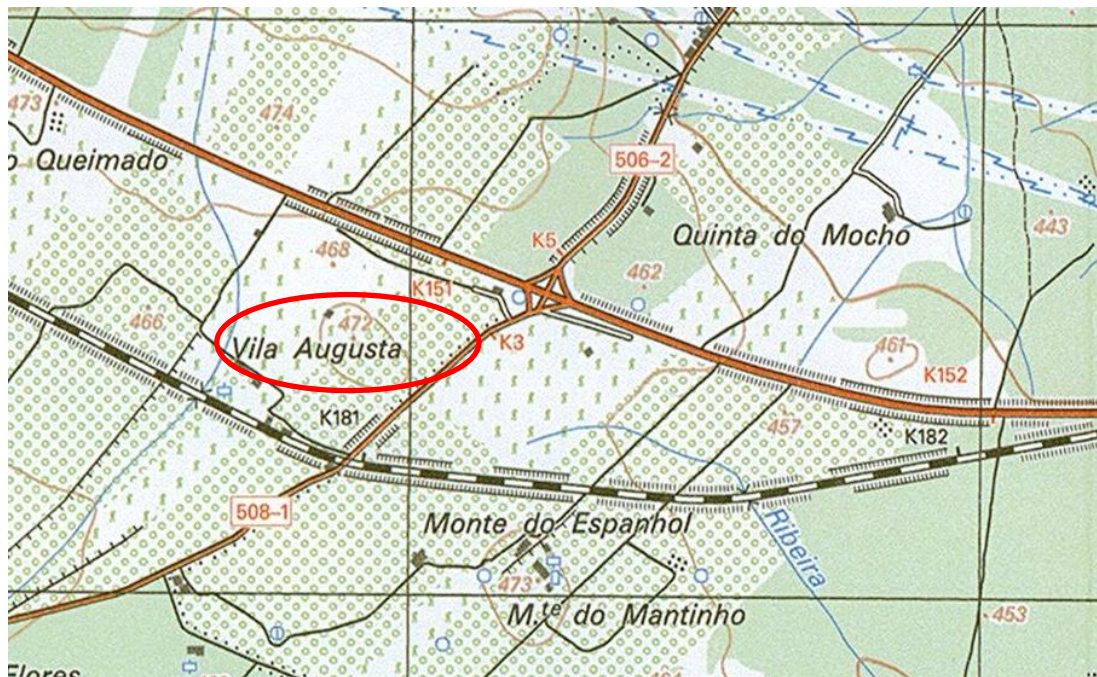 473
474
o Queimado
506-2
Quinta do Mocho
443
K5
468
462
K151
466
472
Vila Augusta
K3
461
K152
K181
457
K182
508-1
Monte do Espanhol
Ribeira
473
M.te do Mantinho
453
Flores